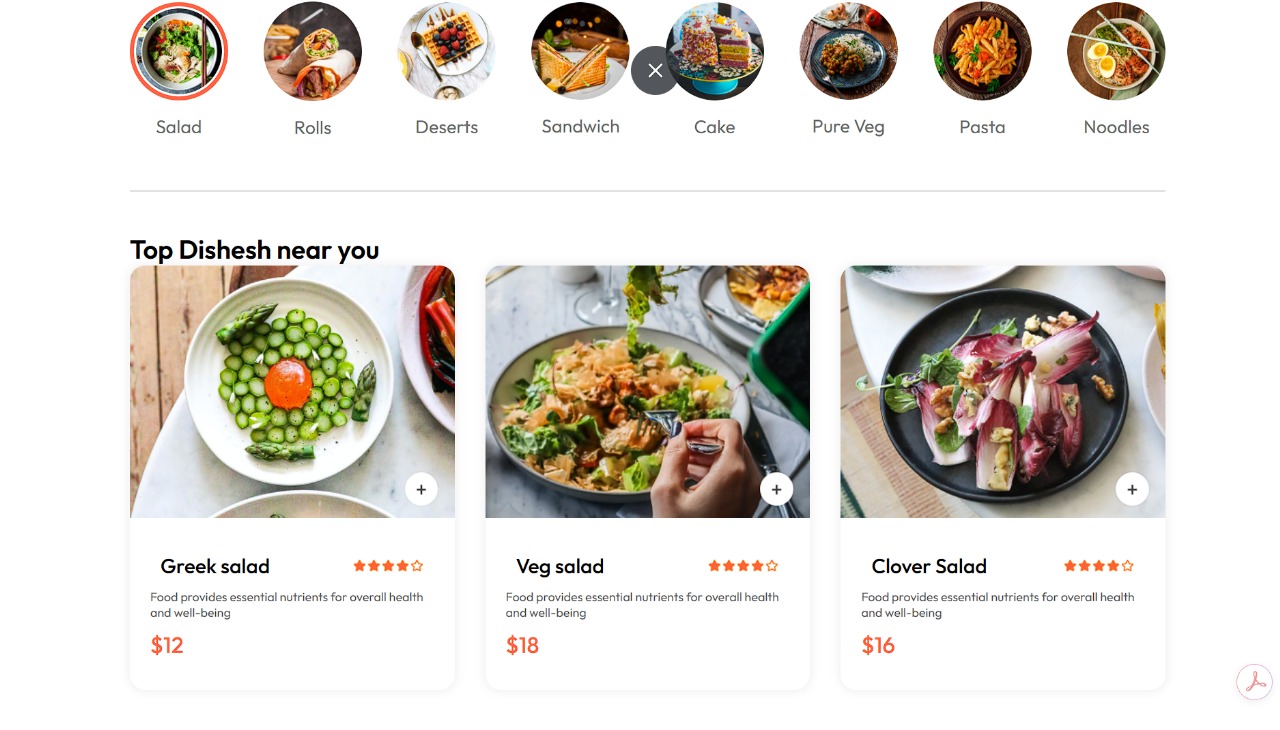 Salad
Rolls
Deserts
Sandwich
Cake
Pure Veg
Pasta
Noodles
Top Dishesh near you
Greek salad
Food provides essential nutrients for overall health
and well-being
$12
Veg salad
Food provides essential nutrients for overall health
and well-being
$18
Clover Salad
Food provides essential nutrients for overall health
and well-being
$16